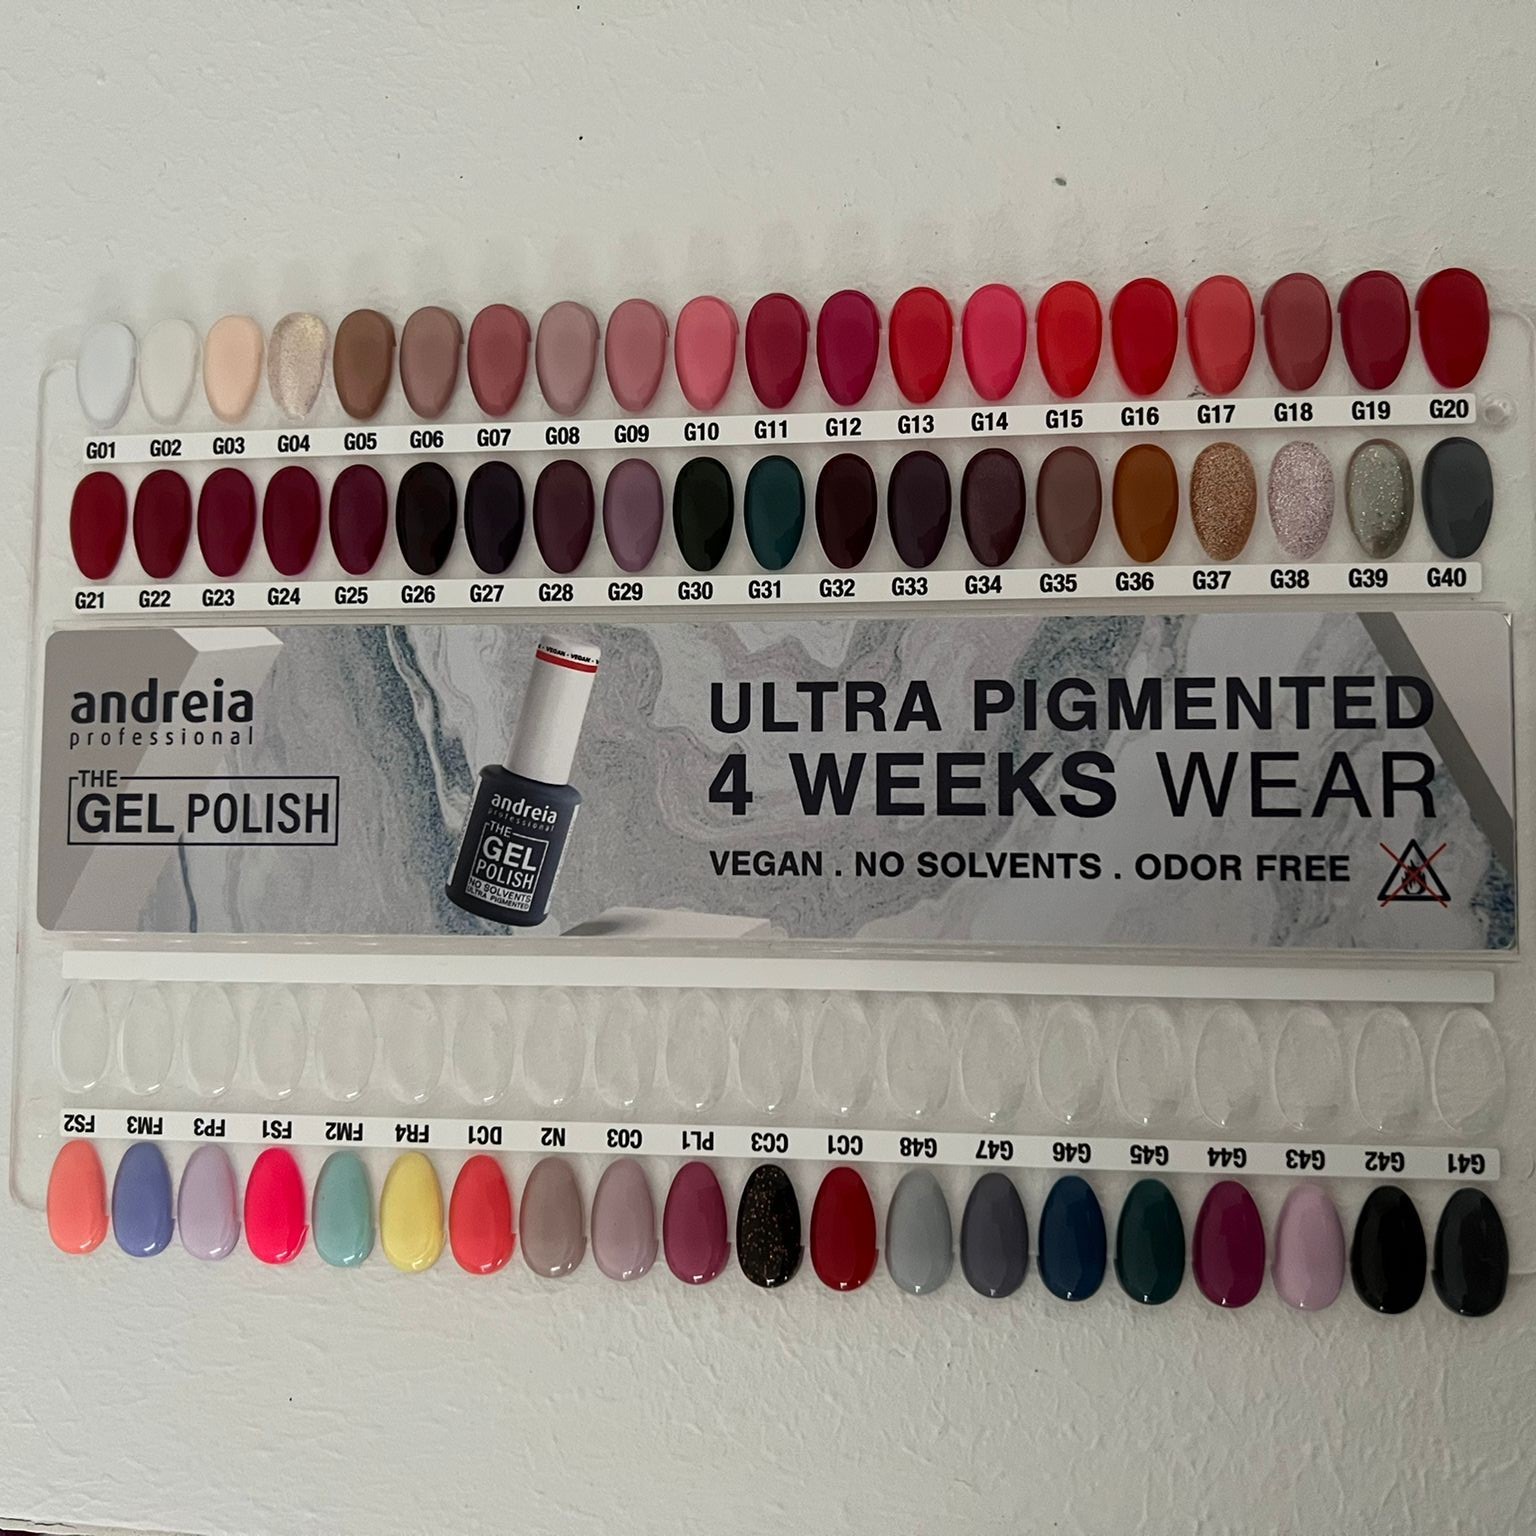 G01 G02 G03 G04 G05 G06 G07 G08 G09 G10 G11 G12 G13 G14 G15 G16 G17 G18 G19 G20
G21 G22 G23 G24 G25 G26 G27 G28 G29 G30 G31 G32 G33 G34 G35 G36 G37 G38 G39 G40
andreia
professional
THE
GEL POLISH
- VEGAN - VEGAN -
andreia
professional
THE
GEL
POLISH
NO SOLVENTS
ULTRA PIGMENTED
ULTRA PIGMENTED
4 WEEKS WEAR
VEGAN . NO SOLVENTS . ODOR FREE
G41 G42 G43 G44 G45 G46 G47 G48 CC1 CC3 PL1 CO3 N2 DC1 FR4 FM2 FS1 FP3 FM3 FS2